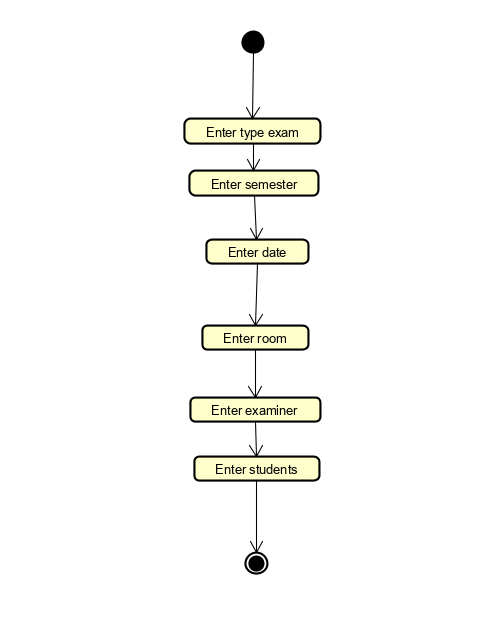 Enter type exam
Enter semester
Enter date
Enter room
Enter examiner
Enter students